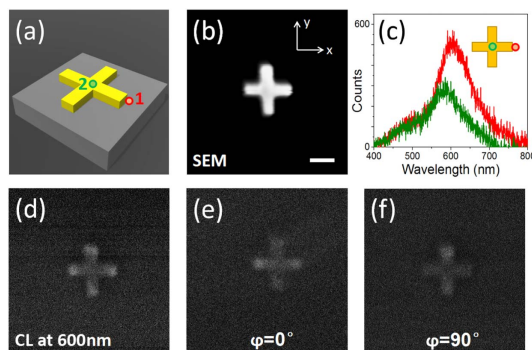 (a)
2
1
(b)
y
x
SEM
(c)
600
Counts
0
400 500 600 700 800
Wavelength (nm)
(d)
CL at 600nm
(e)
φ=0°
(f)
φ=90°